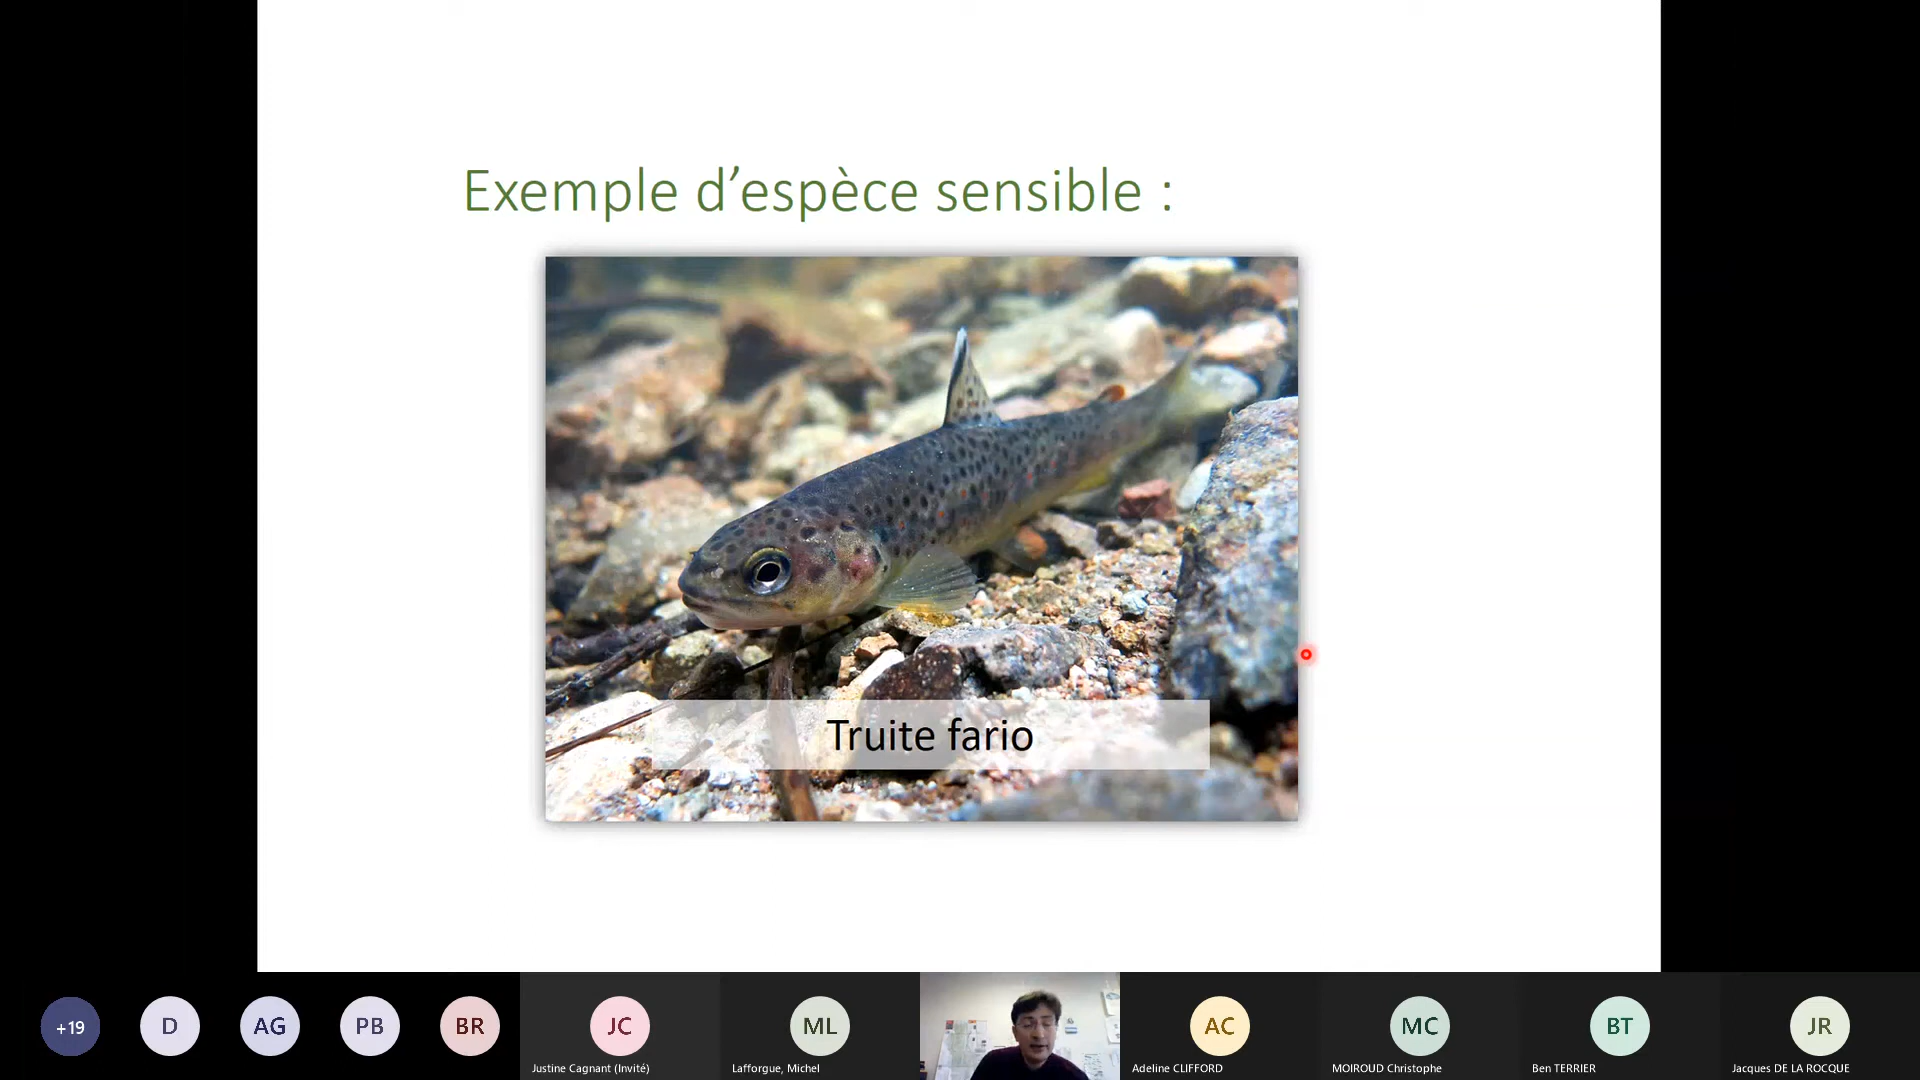 Exemple d’espèce sensible :
Truite fario
+19
D
AG
PB
BR
JC
Justine Cagnant (Invité)
ML
Lafforgue, Michel
AC
Adeline CLIFFORD
MC
MOIROUD Christophe
BT
Ben TERRIER
JR
Jacques DE LA ROCQUE